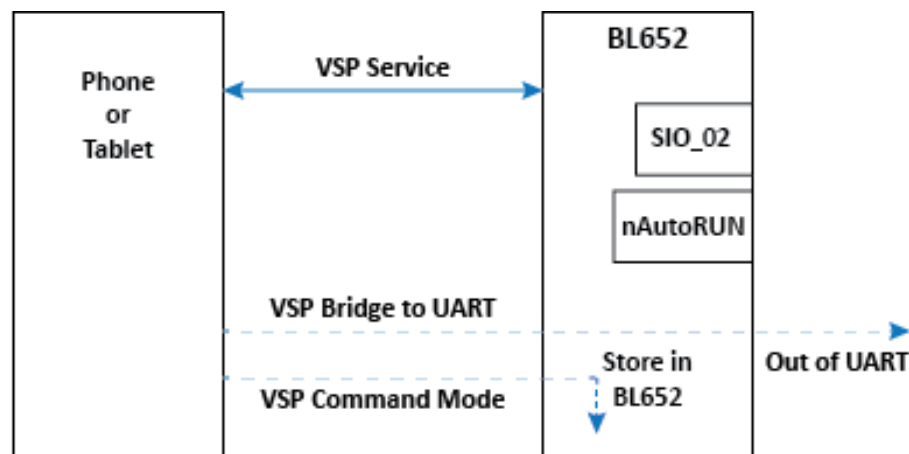 BL652
VSP Service
Phone
or
Tablet
SIO_02
nAutoRUN
VSP Bridge to UART
Store in
BL652
Out of UART
VSP Command Mode